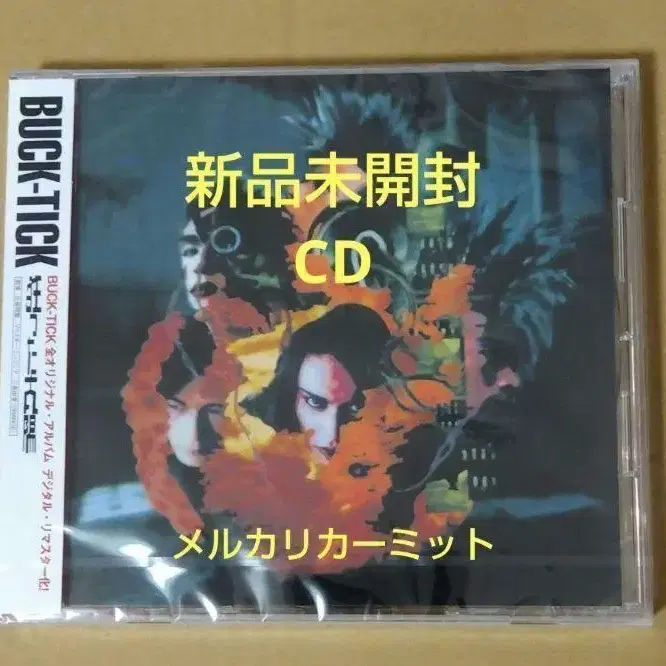 新品未開封
CD
メルカリカーミット
BUCK-TICK
BUCK-TICK 全オリジナル・アルバム デジタル・リマスター化!